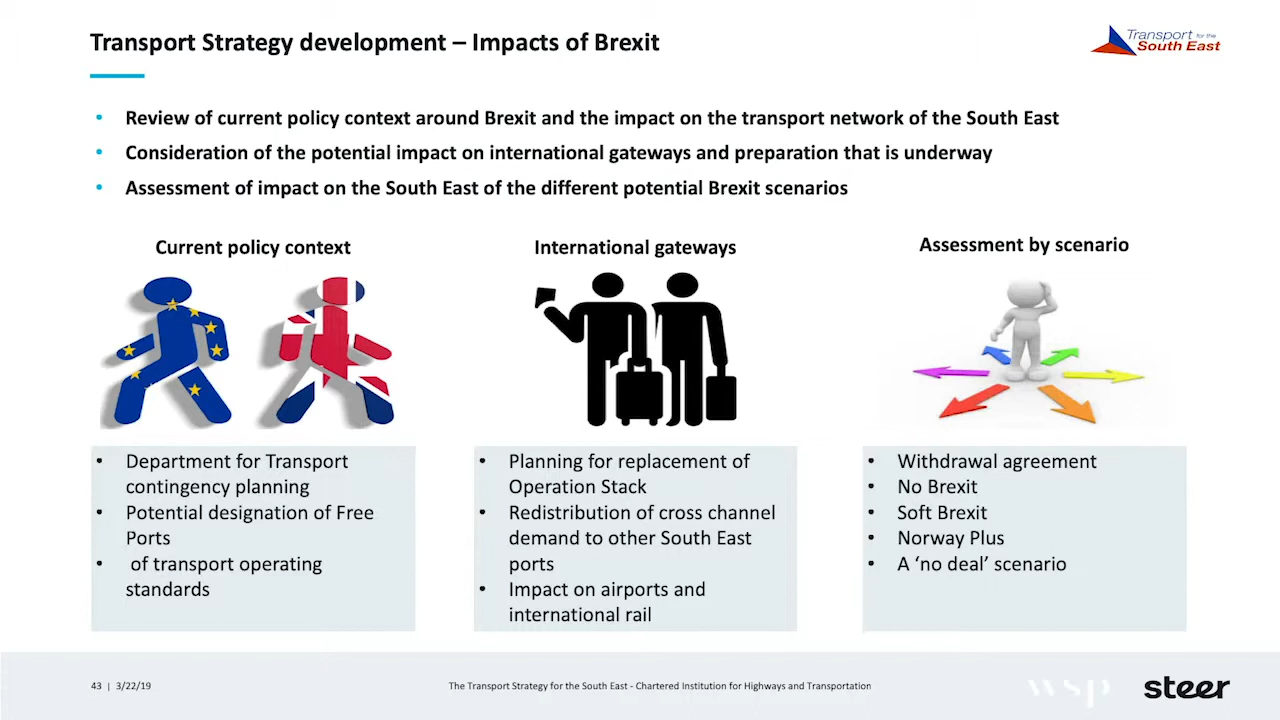 Transport Strategy development – Impacts of Brexit
Transport for the
South East
• Review of current policy context around Brexit and the impact on the transport network of the South East
• Consideration of the potential impact on international gateways and preparation that is underway
• Assessment of impact on the South East of the different potential Brexit scenarios
Current policy context
• Department for Transport
contingency planning
• Potential designation of Free
Ports
• of transport operating
standards
International gateways
• Planning for replacement of
Operation Stack
• Redistribution of cross channel
demand to other South East
ports
• Impact on airports and
international rail
Assessment by scenario
• Withdrawal agreement
• No Brexit
• Soft Brexit
• Norway Plus
• A ‘no deal’ scenario
43 | 3/22/19
The Transport Strategy for the South East - Chartered Institution for Highways and Transportation
wsp
steer